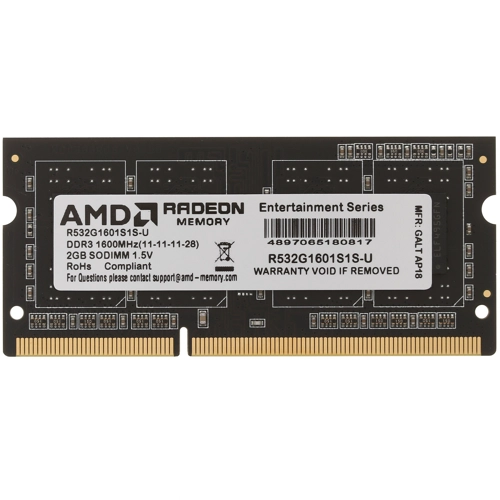 AMD RADEON
MEMORY
R532G1601S1S-U
DDR3 1600MHz(11-11-11-28)
2GB SODIMM 1.5V
RoHs Compliant
For Questions please contact support@amd-memory.com
Entertainment Series
4897065180817
R532G1601S1S-U
WARRANTY VOID IF REMOVED
MFR: GALT AP18